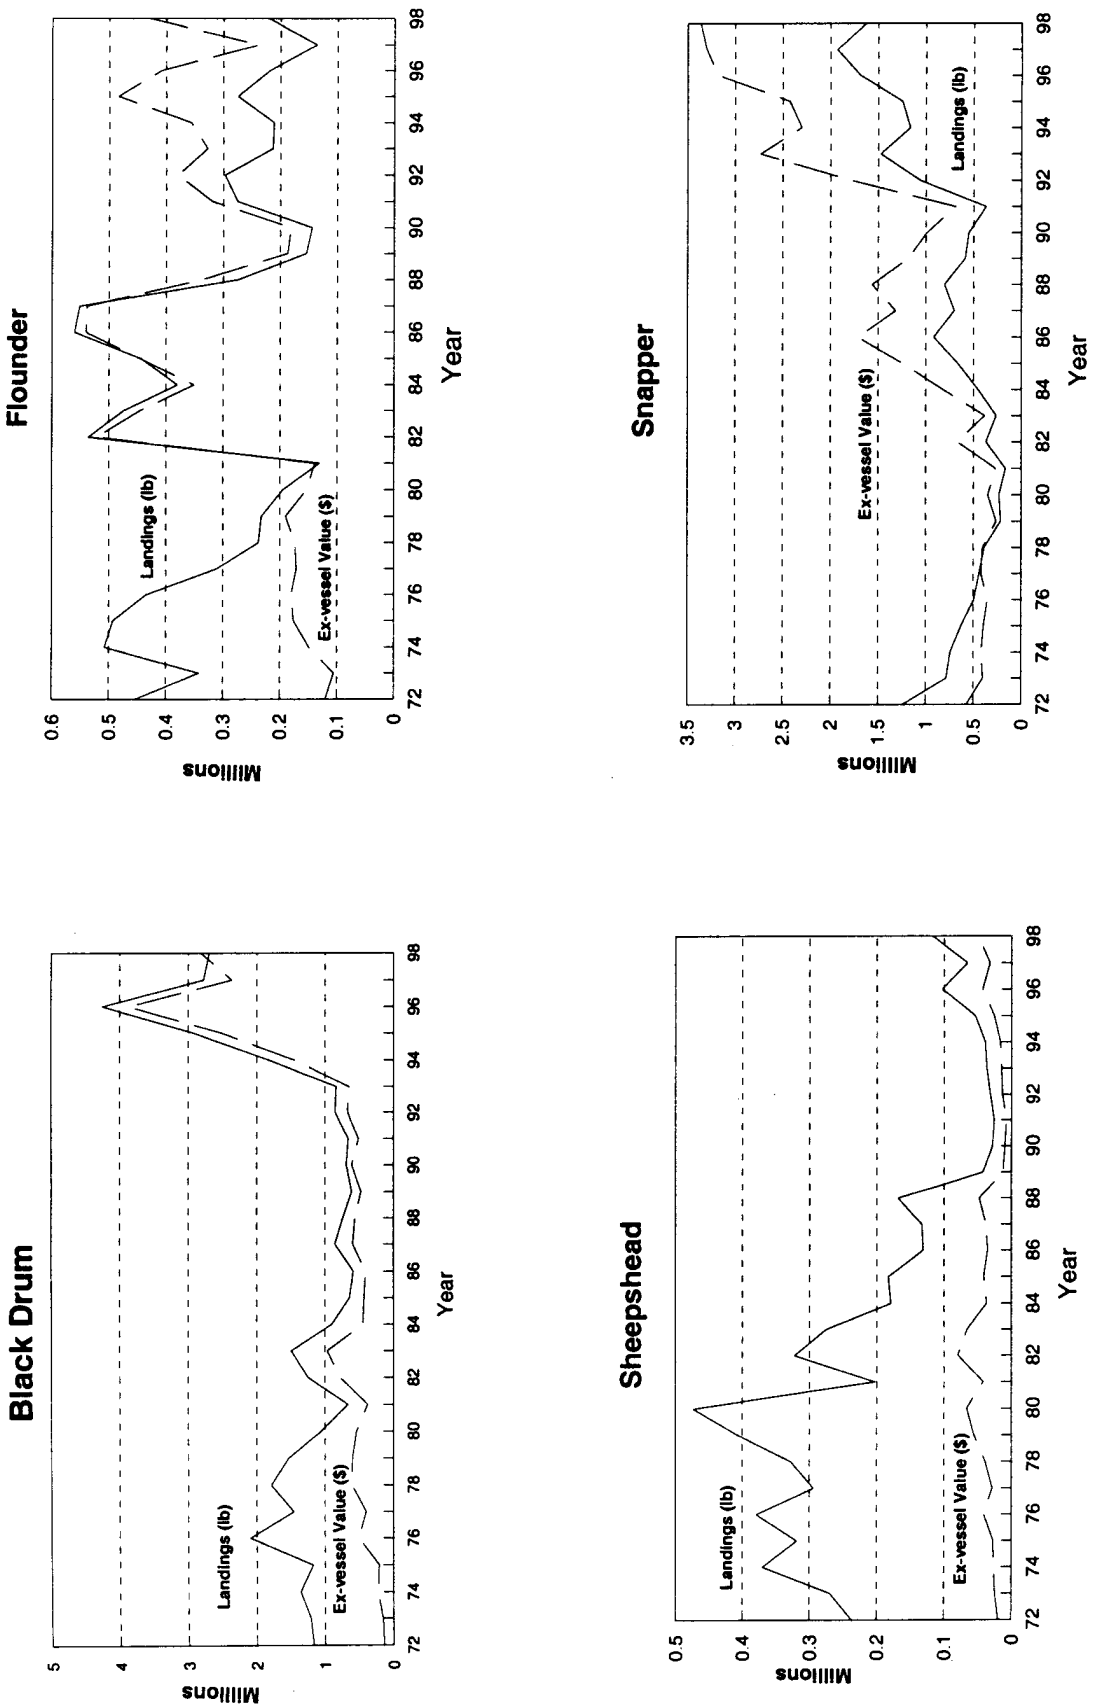 Black Drum
5
4
3
2
1
0
Millions
Landings (lb)
Ex-vessel Value ($)
72 74 76 78 80 82 84 86 88 90 92 94 96 98
Year
Flounder
0.6
0.5
0.4
0.3
0.2
0.1
0
Millions
Landings (lb)
Ex-vessel Value ($)
72 74 76 78 80 82 84 86 88 90 92 94 96 98
Year
Sheepshead
0.5
0.4
0.3
0.2
0.1
0
Millions
Landings (lb)
Ex-vessel Value ($)
72 74 76 78 80 82 84 86 88 90 92 94 96 98
Year
Snapper
3.5
3
2.5
2
1.5
1
0.5
0
Millions
Ex-vessel Value ($)
Landings (lb)
72 74 76 78 80 82 84 86 88 90 92 94 96 98
Year